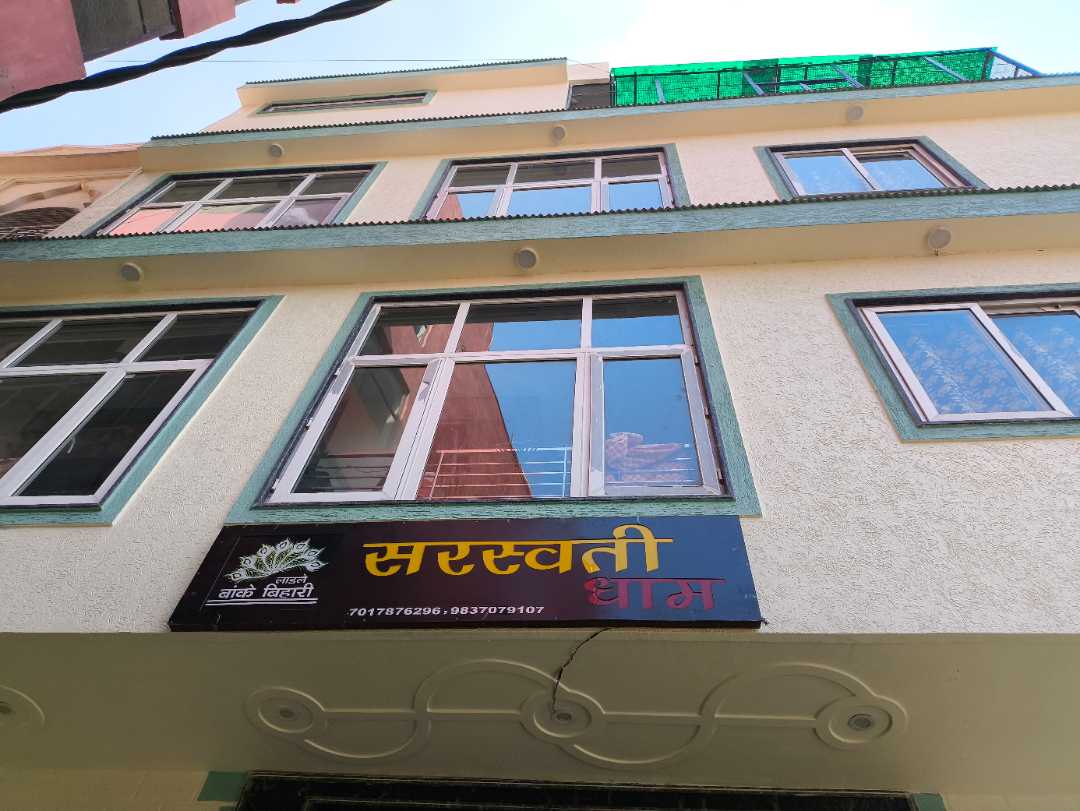 लाडले
बांके बिहारी
सरस्वती
धाम
7017876296, 9837079107